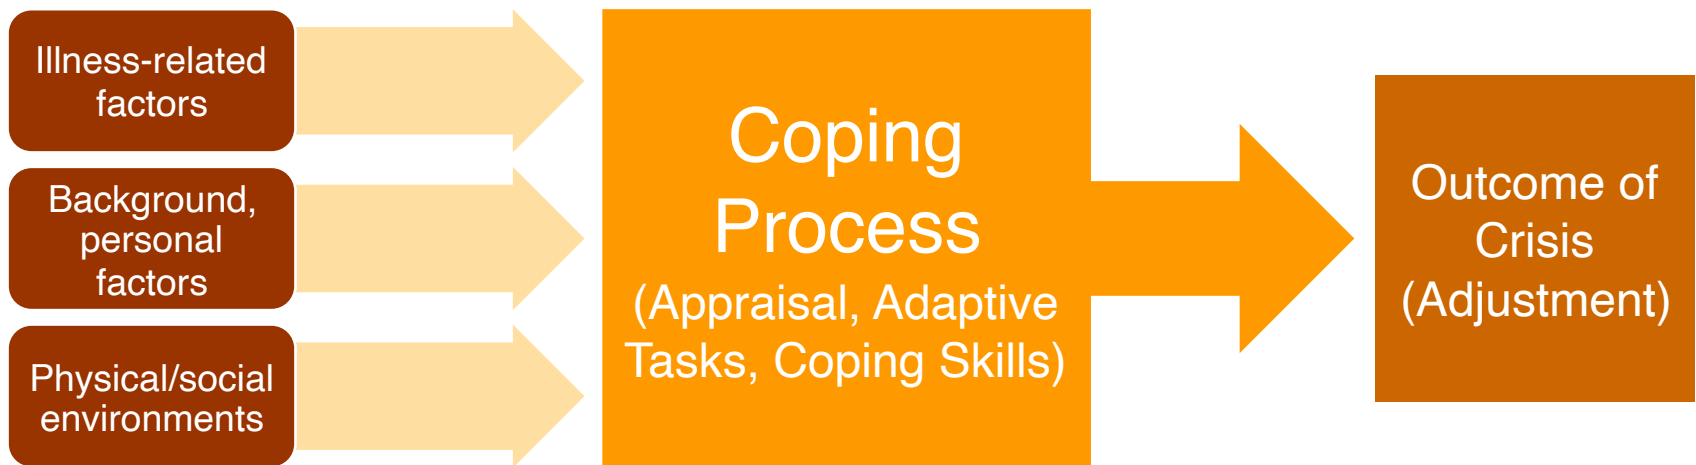 Illness-related
factors
Background,
personal
factors
Physical/social
environments
Coping
Process
(Appraisal, Adaptive
Tasks, Coping Skills)
Outcome of
Crisis
(Adjustment)